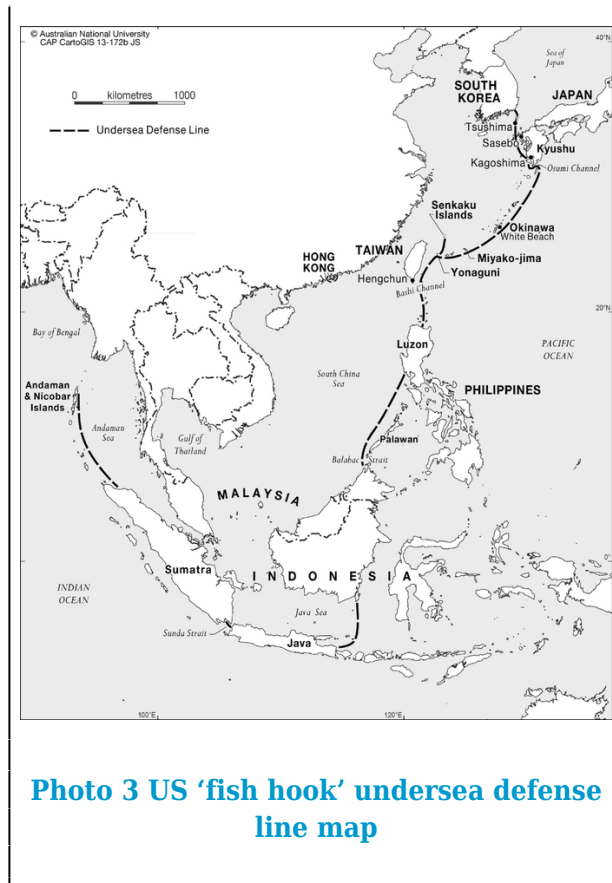 © Australian National University
CAP CartoGIS 13-172b JS
40°N
Sea of
Japan
0 kilometres 1000
SOUTH
KOREA
JAPAN
Undersea Defense Line
Tsushima
Sasebo
Kyushu
Kagoshima
Osumi Channel
Senkaku
Islands
Okinawa
White Beach
TAIWAN
HONG
KONG
Miyako-jima
Yonaguni
Hengchun
Bashi Channel
20°N
Bay of Bengal
Luzon
PACIFIC
OCEAN
South China
Sea
Andaman
& Nicobar
Islands
PHILIPPINES
Andaman
Sea
Gulf of
Thailand
Palawan
Balabac Strait
MALAYSIA
0°
Sumatra
INDONESIA
INDIAN
OCEAN
Java Sea
Sunda Strait
Java
100°E
120°E
Photo 3 US ‘fish hook’ undersea defense
line map